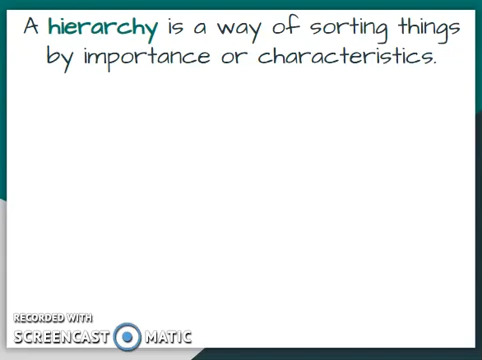 A hierarchy is a way of sorting things
by importance or characteristics.
RECORDED WITH
SCREENCAST MATIC